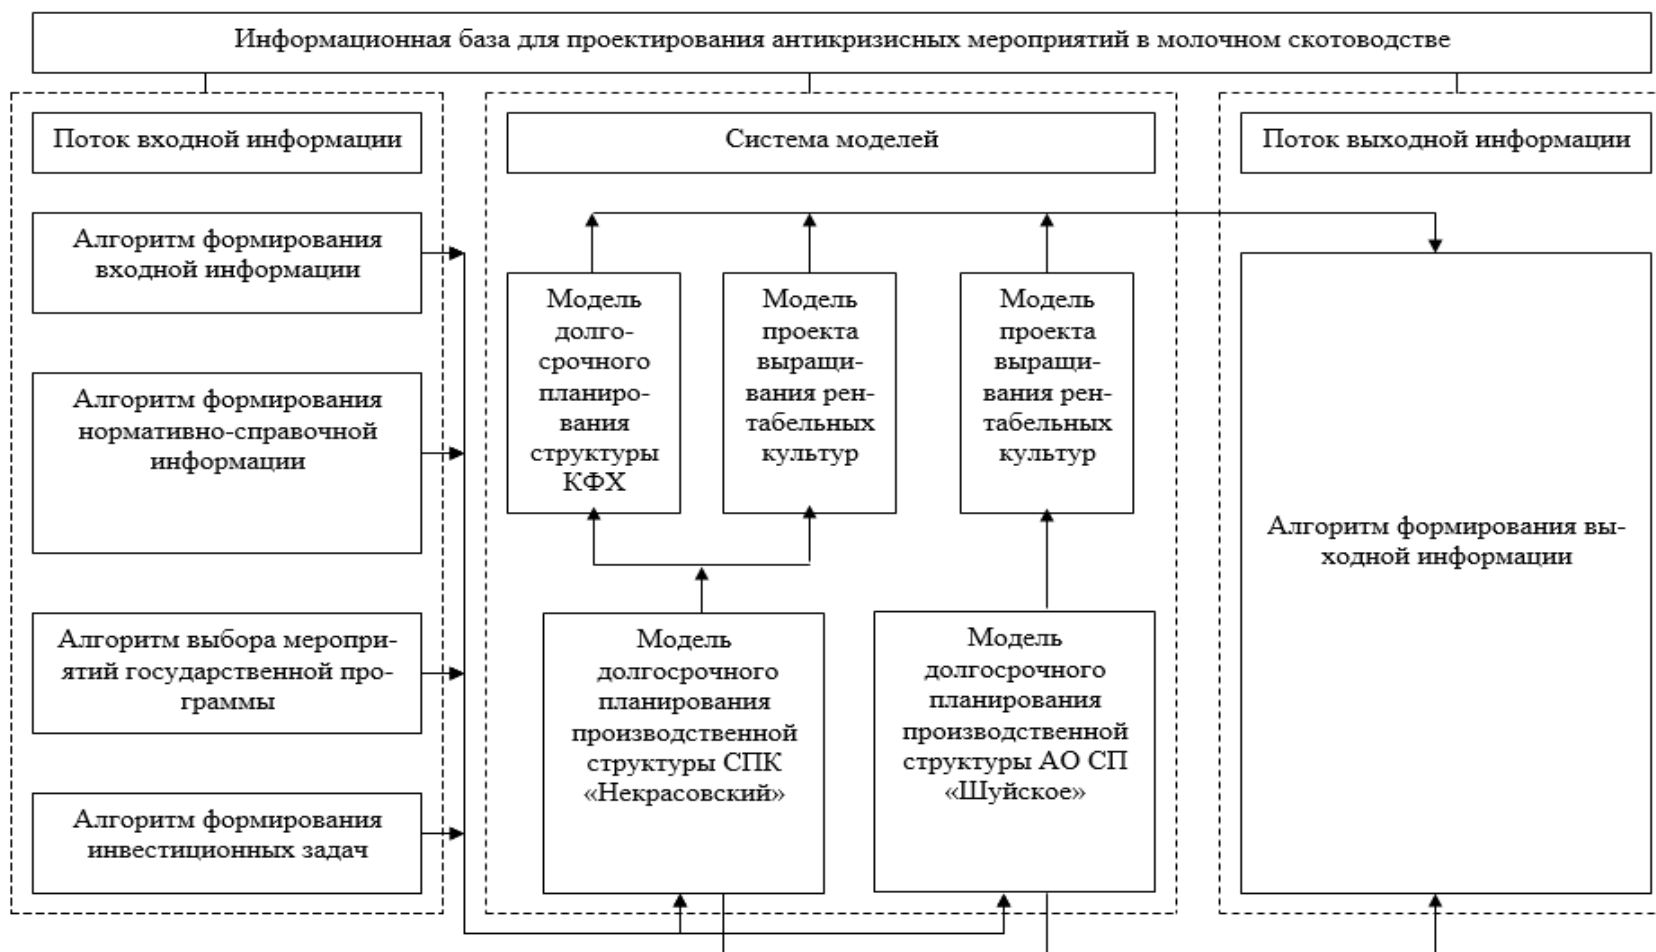 Информационная база для проектирования антикризисных мероприятий в молочном скотоводстве
Поток входной информации
Алгоритм формирования
входной информации
Алгоритм формирования
нормативно-справочной
информации
Алгоритм выбора меропри-
ятий государственной про-
граммы
Алгоритм формирования
инвестиционных задач
Система моделей
Модель
долго-
срочного
планиро-
вания
структуры
КФХ
Модель
проекта
выращи-
вания рен-
табельных
культур
Модель
проекта
выращи-
вания рен-
табельных
культур
Модель
долгосрочного
планирования
производственной
структуры СПК
«Некрасовский»
Модель
долгосрочного
планирования
производственной
структуры АО СП
«Шуйское»
Поток выходной информации
Алгоритм формирования вы-
ходной информации